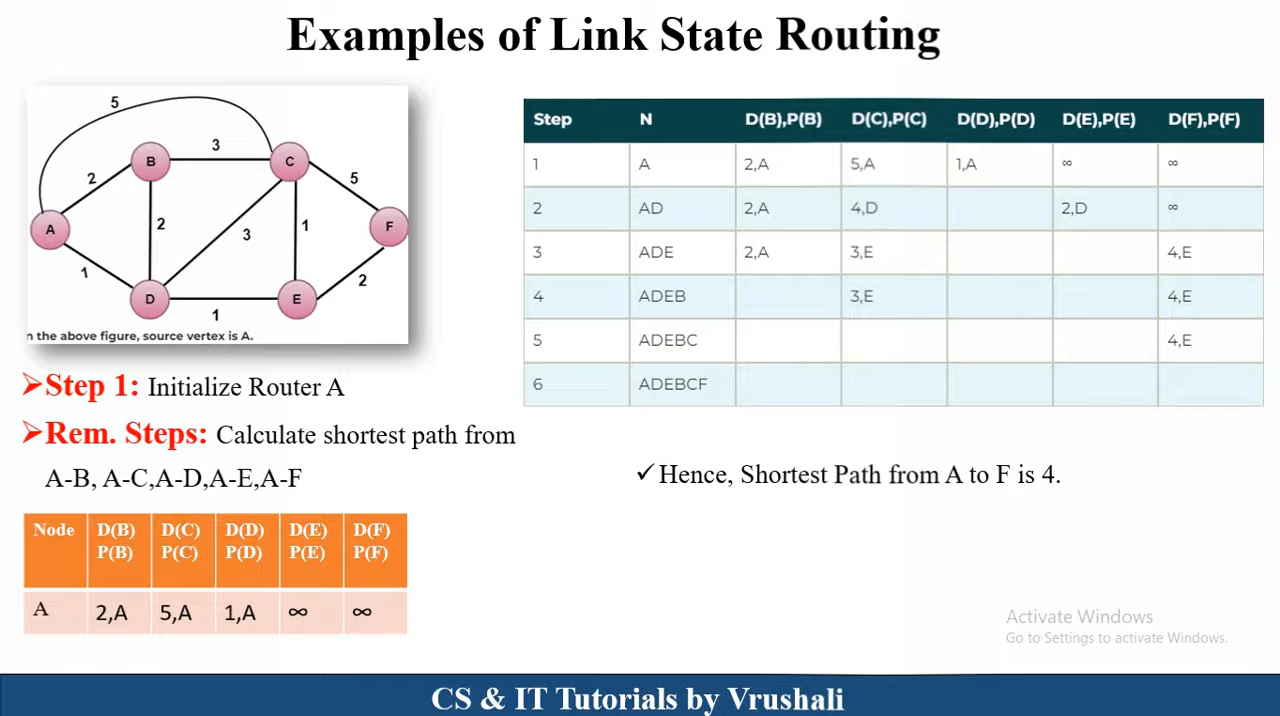 Examples of Link State Routing
5
B
3
C
2
5
2
3
1
A
F
1
2
D
1
E
n the above figure, source vertex is A.
➢Step 1: Initialize Router A
➢Rem. Steps: Calculate shortest path from
A-B, A-C,A-D,A-E,A-F
Node D(B) D(C) D(D) D(E) D(F)
P(B) P(C) P(D) P(E) P(F)
A 2,A 5,A 1,A ∞ ∞
Step N D(B),P(B) D(C),P(C) D(D),P(D) D(E),P(E) D(F),P(F)
1 A 2,A 5,A 1,A ∞ ∞
2 AD 2,A 4,D 2,D ∞
3 ADE 2,A 3,E 4,E
4 ADEB 3,E 4,E
5 ADEBC 4,E
6 ADEBCF
✓Hence, Shortest Path from A to F is 4.
Activate Windows
Go to Settings to activate Windows.
CS & IT Tutorials by Vrushali